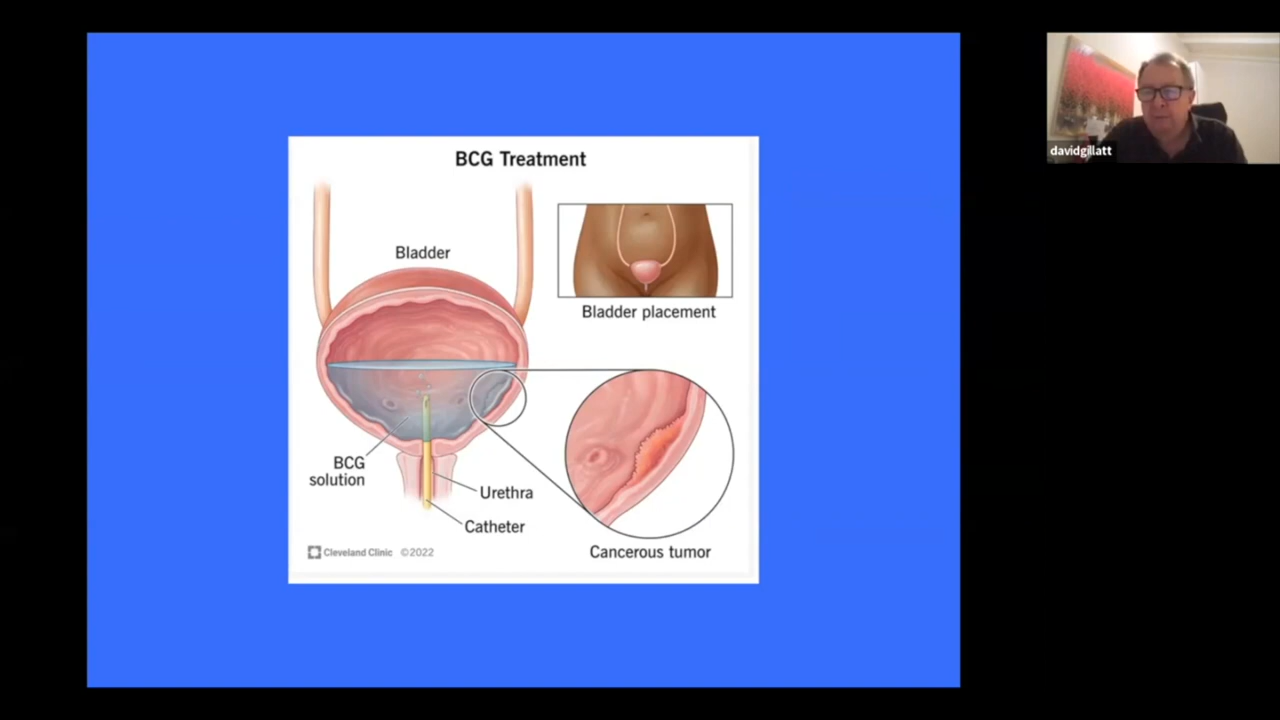 BCG Treatment
Bladder
Bladder placement
BCG
solution
Urethra
Catheter
Cancerous tumor
Cleveland Clinic ©2022
davidgillatt